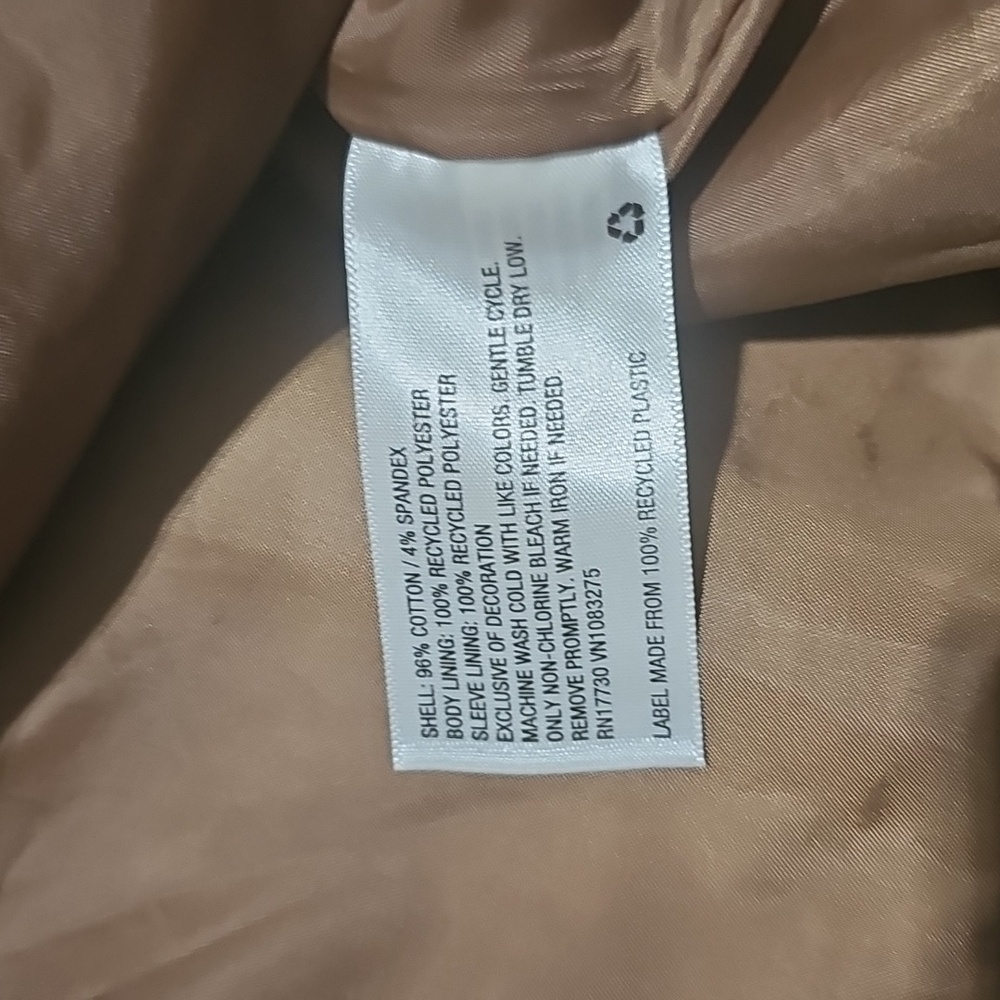 SHELL: 96% COTTON / 4% SPANDEX
BODY LINING: 100% RECYCLED POLYESTER
SLEEVE LINING: 100% RECYCLED POLYESTER
EXCLUSIVE OF DECORATION
MACHINE WASH COLD WITH LIKE COLORS. GENTLE CYCLE.
ONLY NON-CHLORINE BLEACH IF NEEDED. TUMBLE DRY LOW.
REMOVE PROMPTLY. WARM IRON IF NEEDED.
RN17730 VN1083275
LABEL MADE FROM 100% RECYCLED PLASTIC